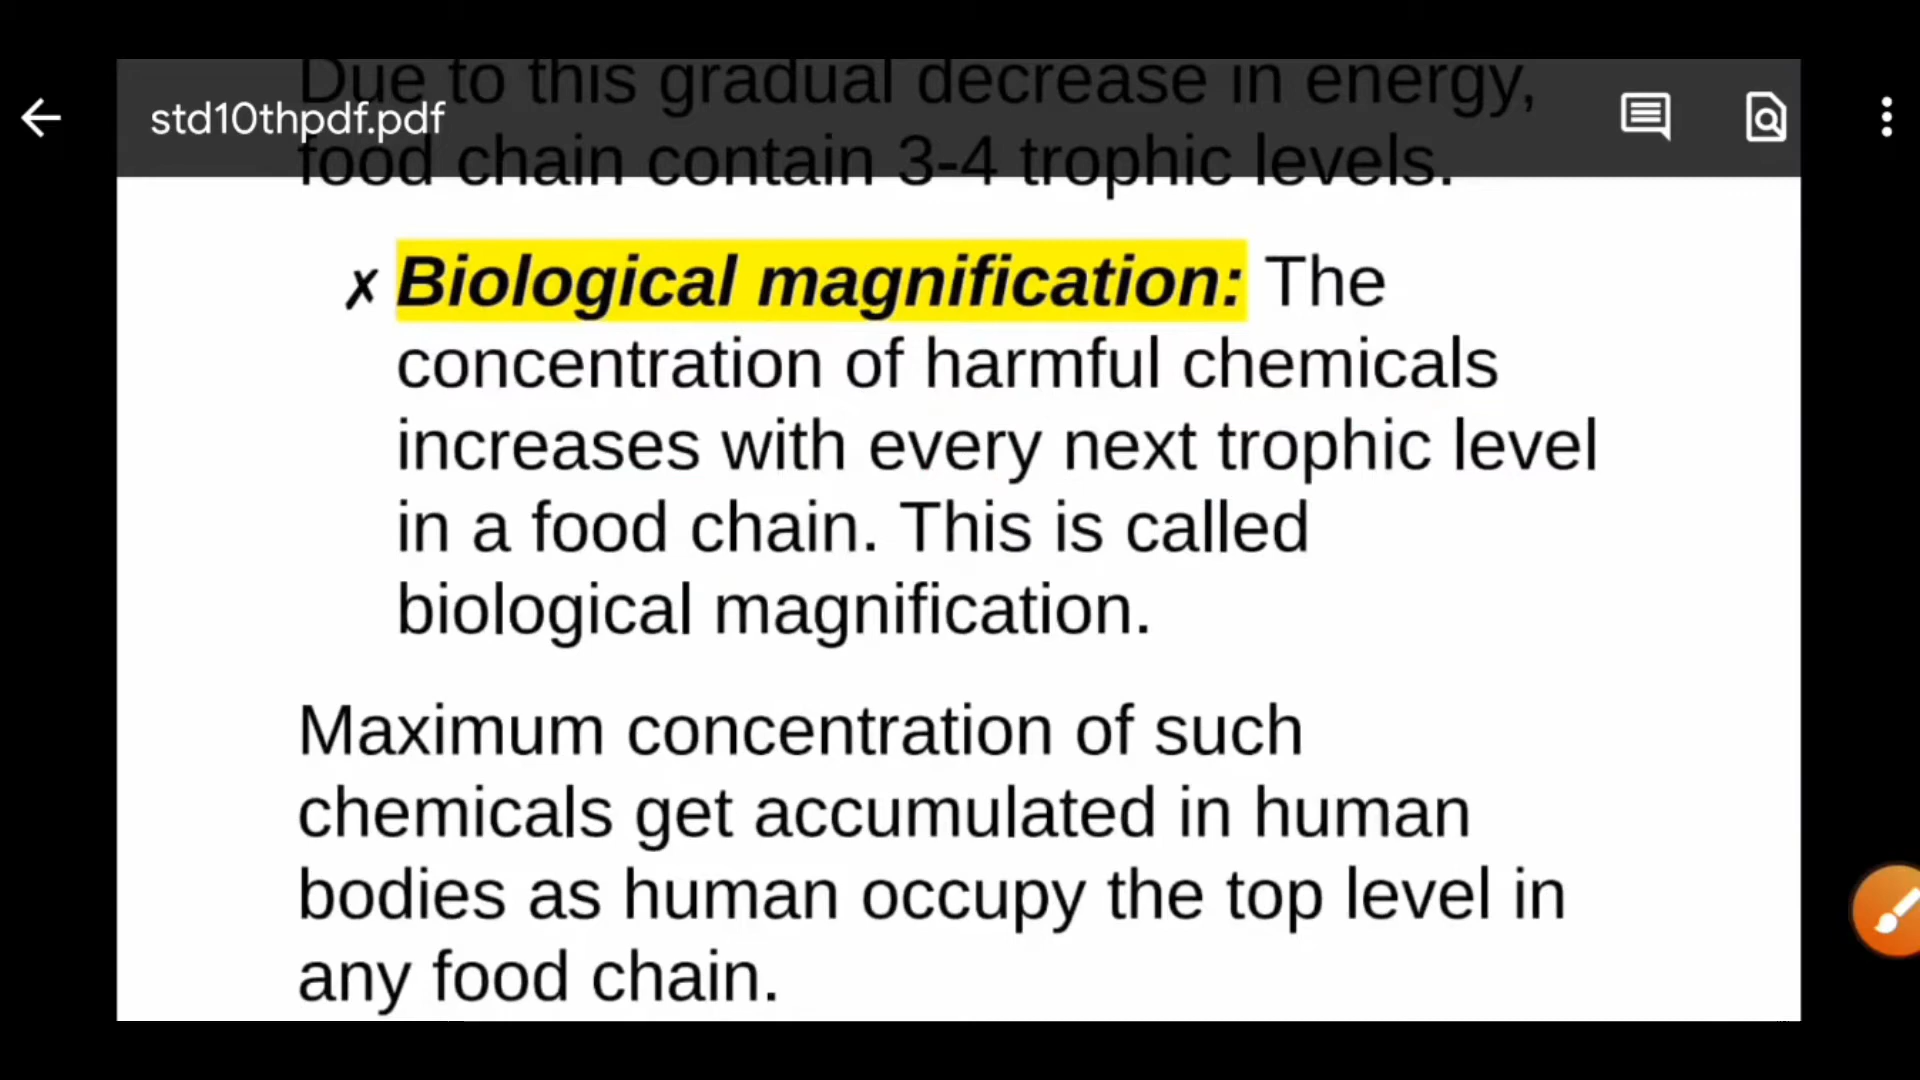 Due to this gradual decrease in energy,
std10thpdf.pdf
food chain contain 3-4 trophic levels.
✗ Biological magnification: The
concentration of harmful chemicals
increases with every next trophic level
in a food chain. This is called
biological magnification.
Maximum concentration of such
chemicals get accumulated in human
bodies as human occupy the top level in
any food chain.